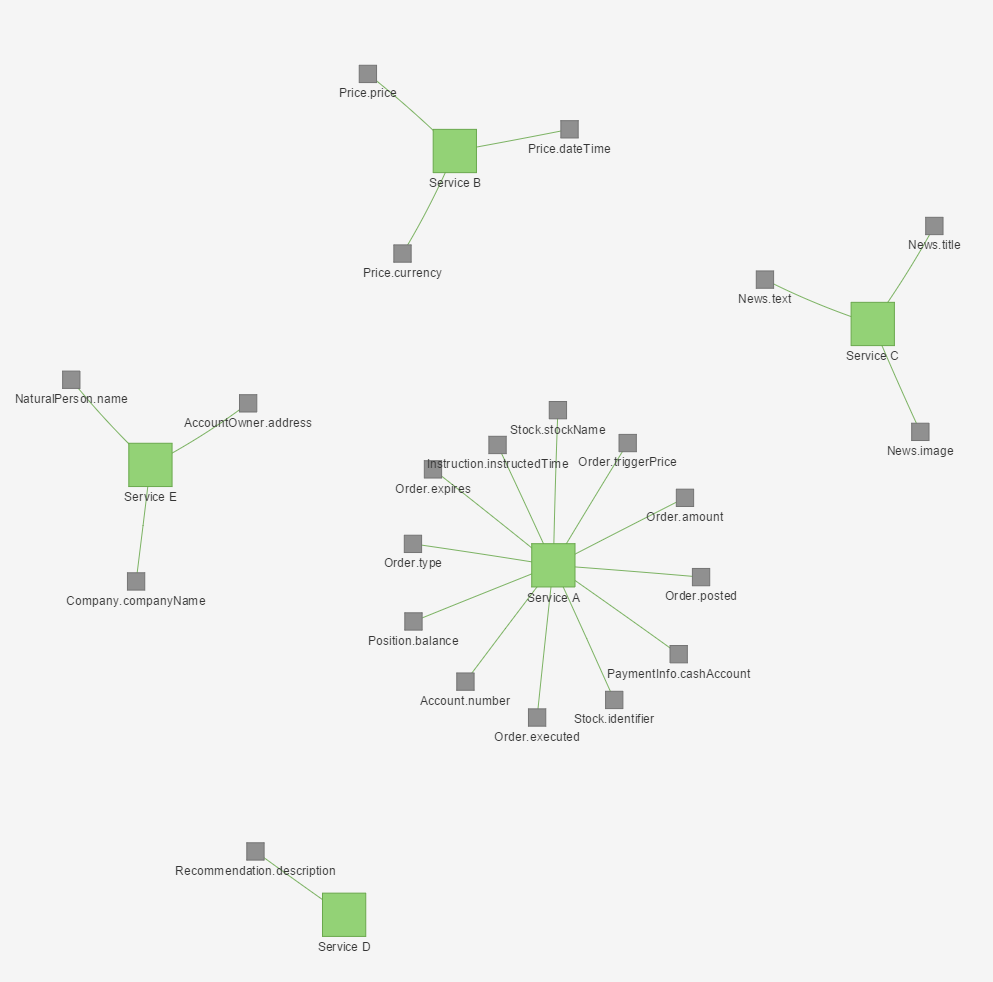 Price.price
Price.dateTime
Service B
News.title
Price.currency
News.text
Service C
NaturalPerson.name
AccountOwner.address
Stock.stockName
News.image
Instruction.instructedTime
Order.triggerPrice
Order.expires
Service E
Order.amount
Order.type
Order.posted
Service A
Company.companyName
Position.balance
PaymentInfo.cashAccount
Account.number
Stock.identifier
Order.executed
Recommendation.description
Service D